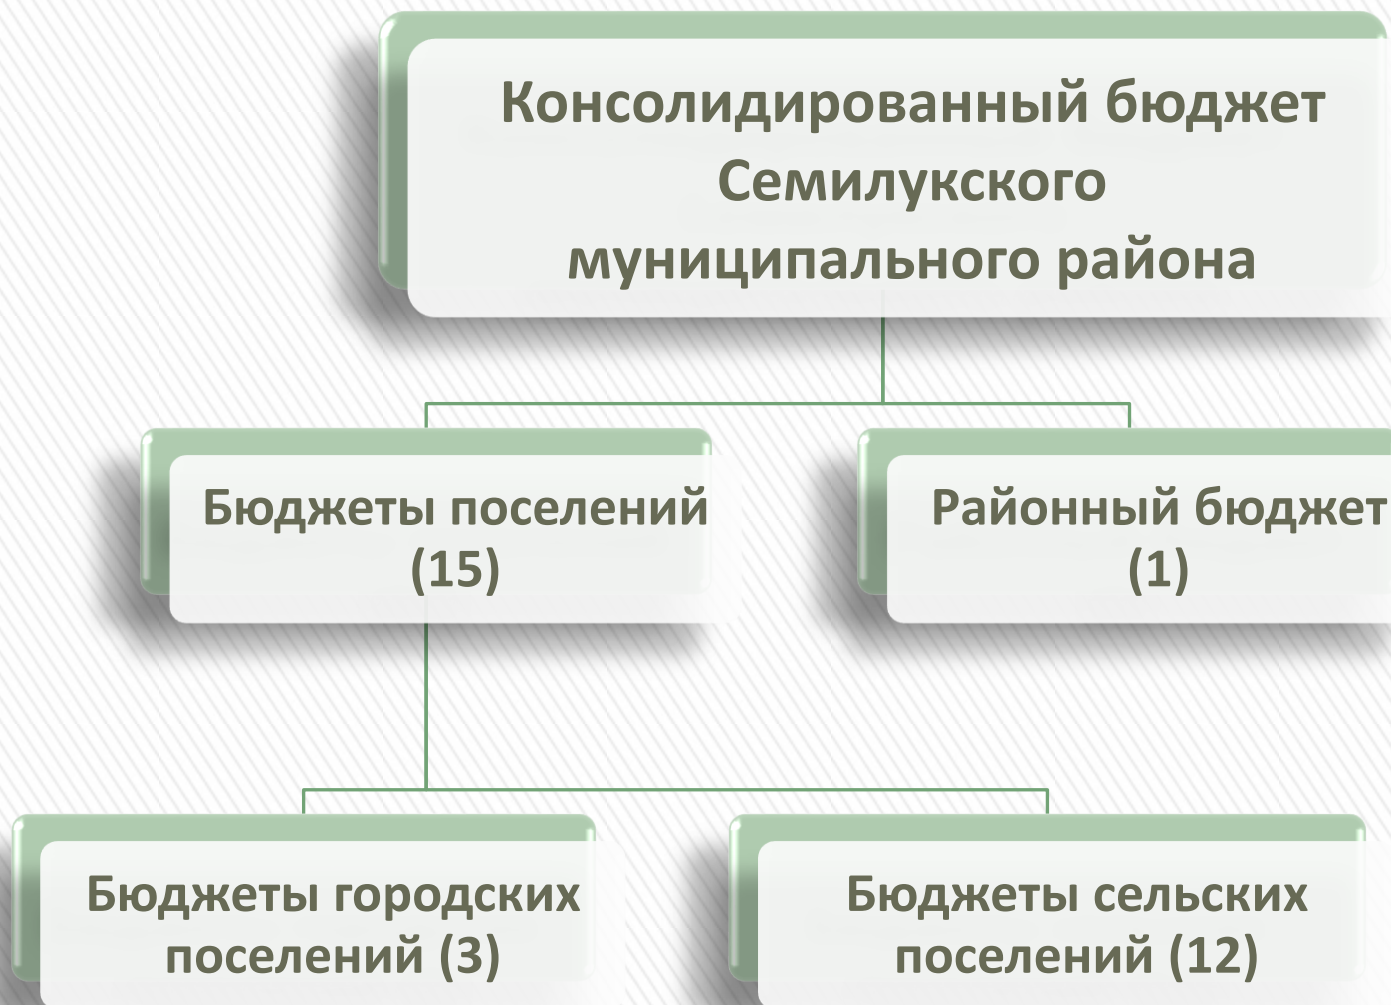 Консолидированный бюджет
Семилукского
муниципального района
Бюджеты поселений
(15)
Районный бюджет
(1)
Бюджеты городских
поселений (3)
Бюджеты сельских
поселений (12)